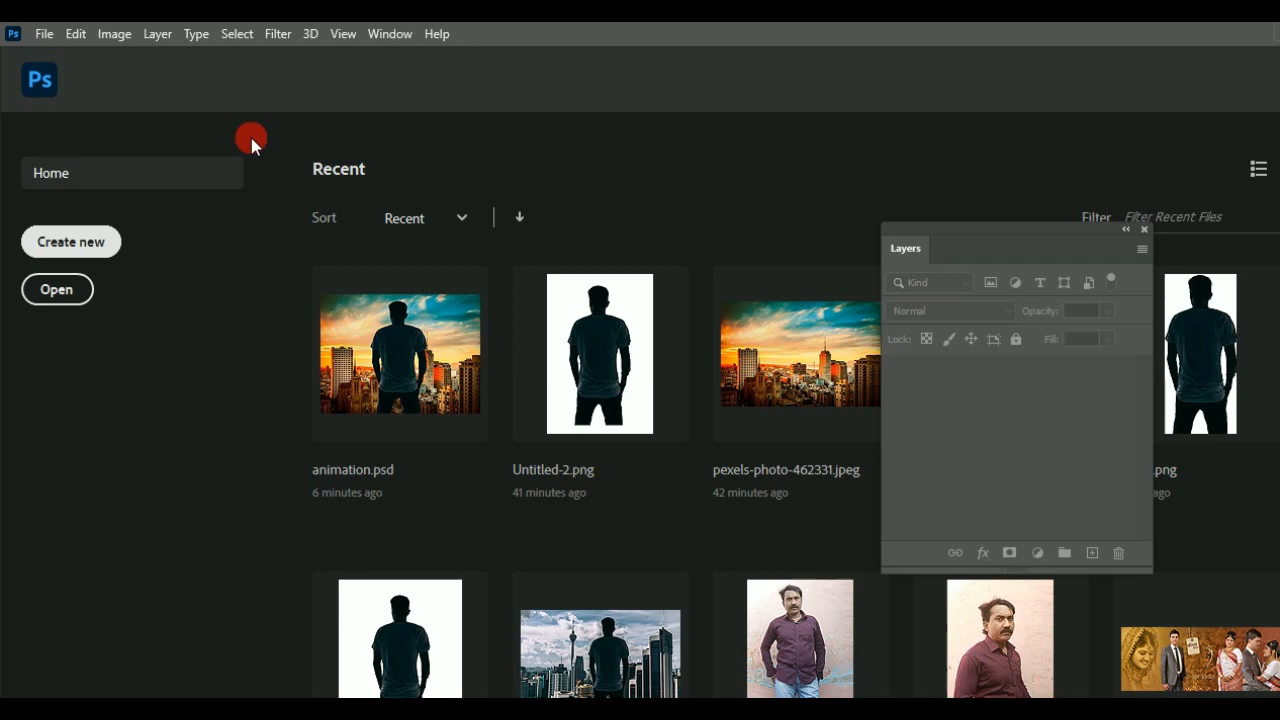 Ps File Edit Image Layer Type Select Filter 3D View Window Help
Ps
Home
Create new
Open
Recent
Sort Recent
Filter Filter Recent Files
Layers
Kind
Normal Opacity:
Lock: Fill:
animation.psd
6 minutes ago
Untitled-2.png
41 minutes ago
pexels-photo-462331.jpeg
42 minutes ago
.png
ago